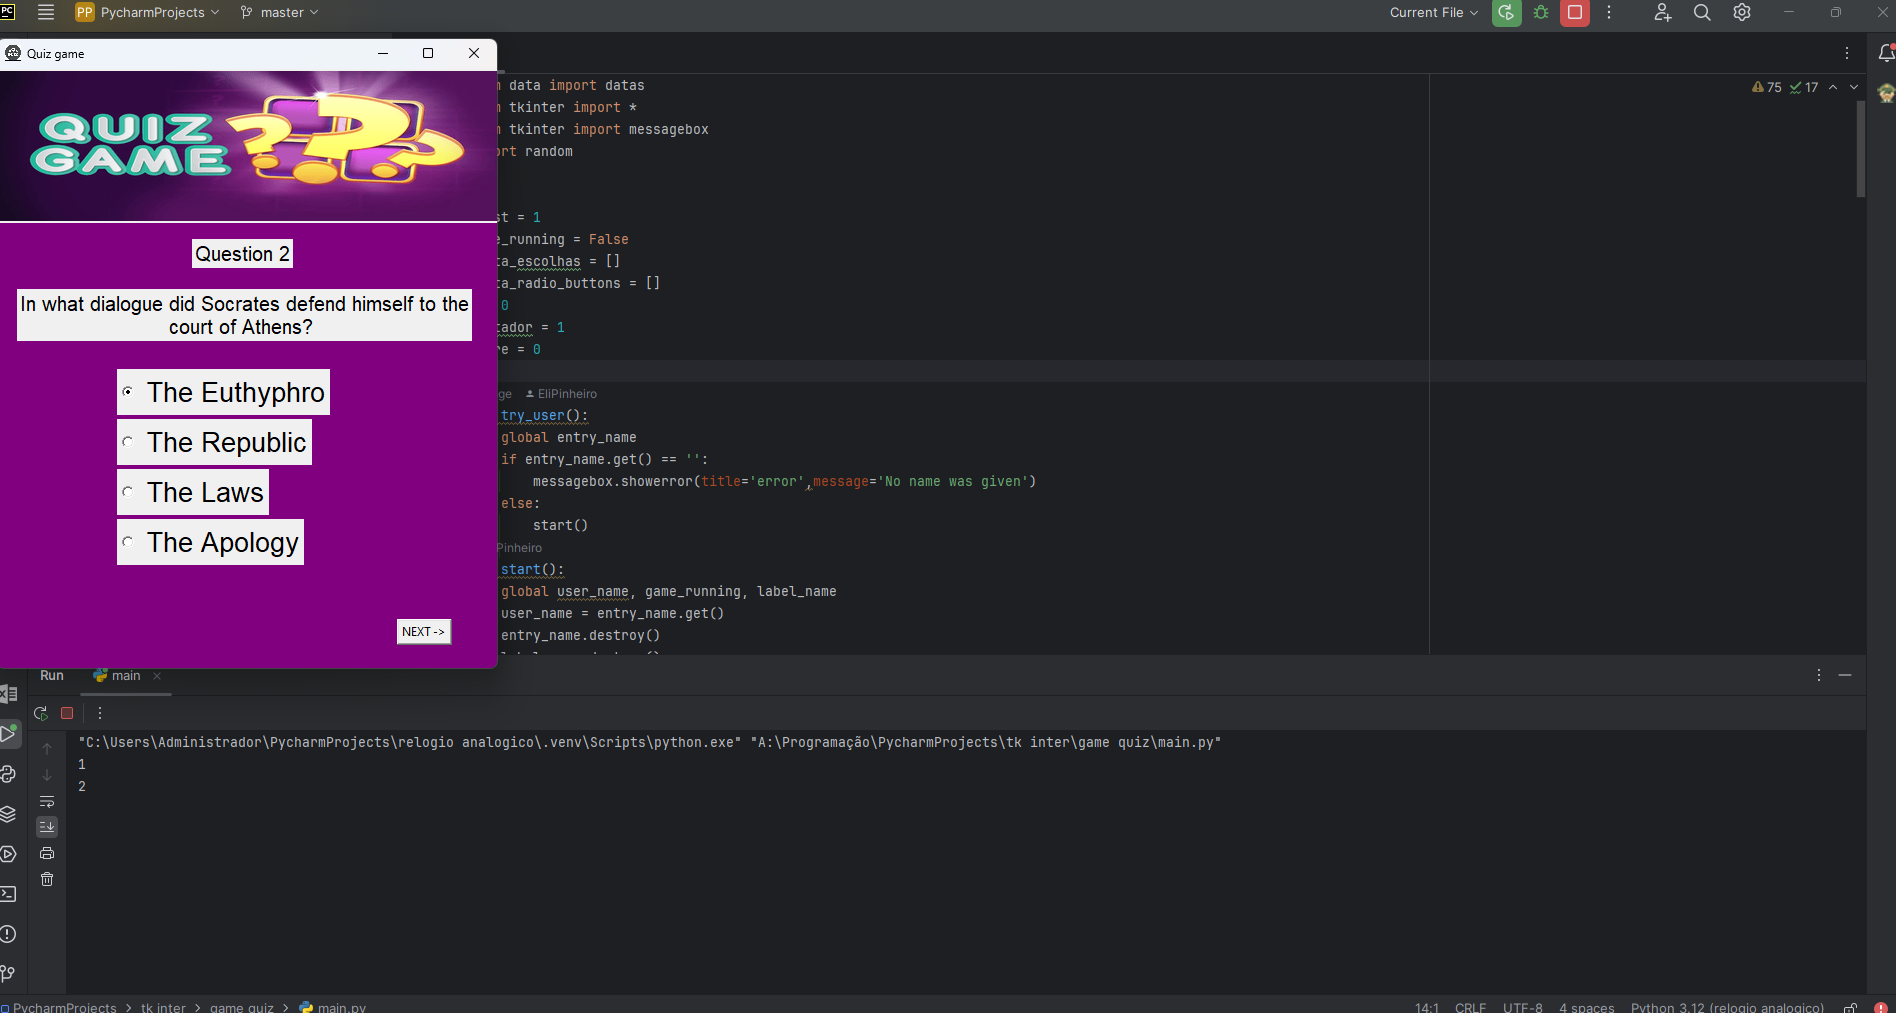 PC
PP PycharmProjects
master
Current File
Quiz game
QUIZ
GAME
Question 2
In what dialogue did Socrates defend himself to the
court of Athens?
The Euthyphro
The Republic
The Laws
The Apology
NEXT ->
data import datas
tkinter import *
tkinter import messagebox
rt random
75 17
st = 1
e_running = False
ta_escolhas = []
ta_radio_buttons = []
0
tador = 1
re = 0
ge EliPinheiro
try_user():
global entry_name
if entry_name.get() == '':
messagebox.showerror(title='error',message='No name was given')
else:
start()
Pinheiro
start():
global user_name, game_running, label_name
user_name = entry_name.get()
entry_name.destroy()
Run main
"C:\Users\Administrador\PycharmProjects\relogio analogico\.venv\Scripts\python.exe" "A:\Programação\PycharmProjects\tk inter\game quiz\main.py"
1
2
PycharmProjects > tk inter > game quiz > main.py
14:1 CRLF UTF-8 4 spaces Python 3.12 (relogio analogico)